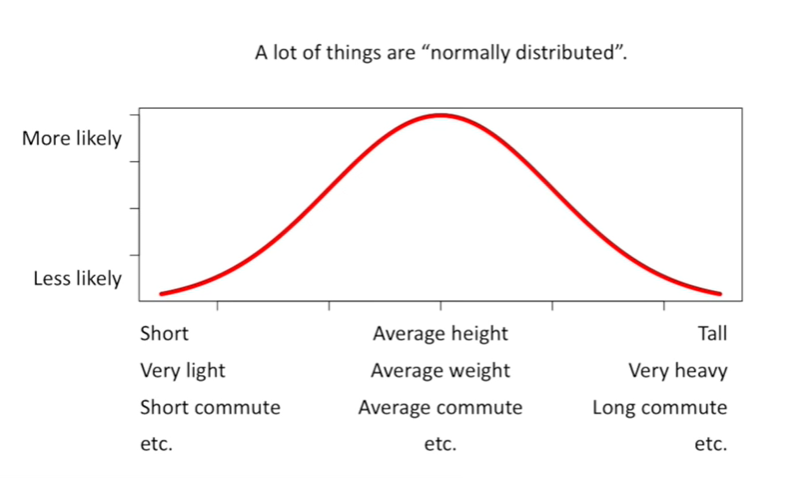 A lot of things are “normally distributed”.
More likely
Less likely
Short Average height Tall
Very light Average weight Very heavy
Short commute Average commute Long commute
etc. etc. etc.